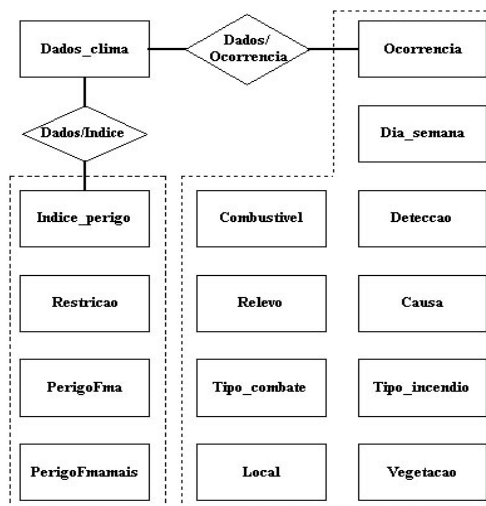 Dados_clima
Dados/
Ocorrencia
Ocorrencia
Dados/Indice
Dia_semana
Indice_perigo
Combustivel
Deteccao
Restricao
Relevo
Causa
PerigoFma
Tipo_combate
Tipo_incendio
PerigoFmamais
Local
Vegetacao